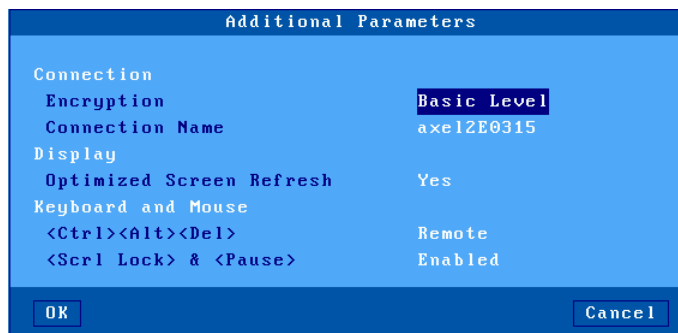 Additional Parameters
Connection
Encryption Basic Level
Connection Name axel2E0315
Display
Optimized Screen Refresh Yes
Keyboard and Mouse
<Ctrl><Alt><Del> Remote
<Scrl Lock> & <Pause> Enabled
OK Cancel